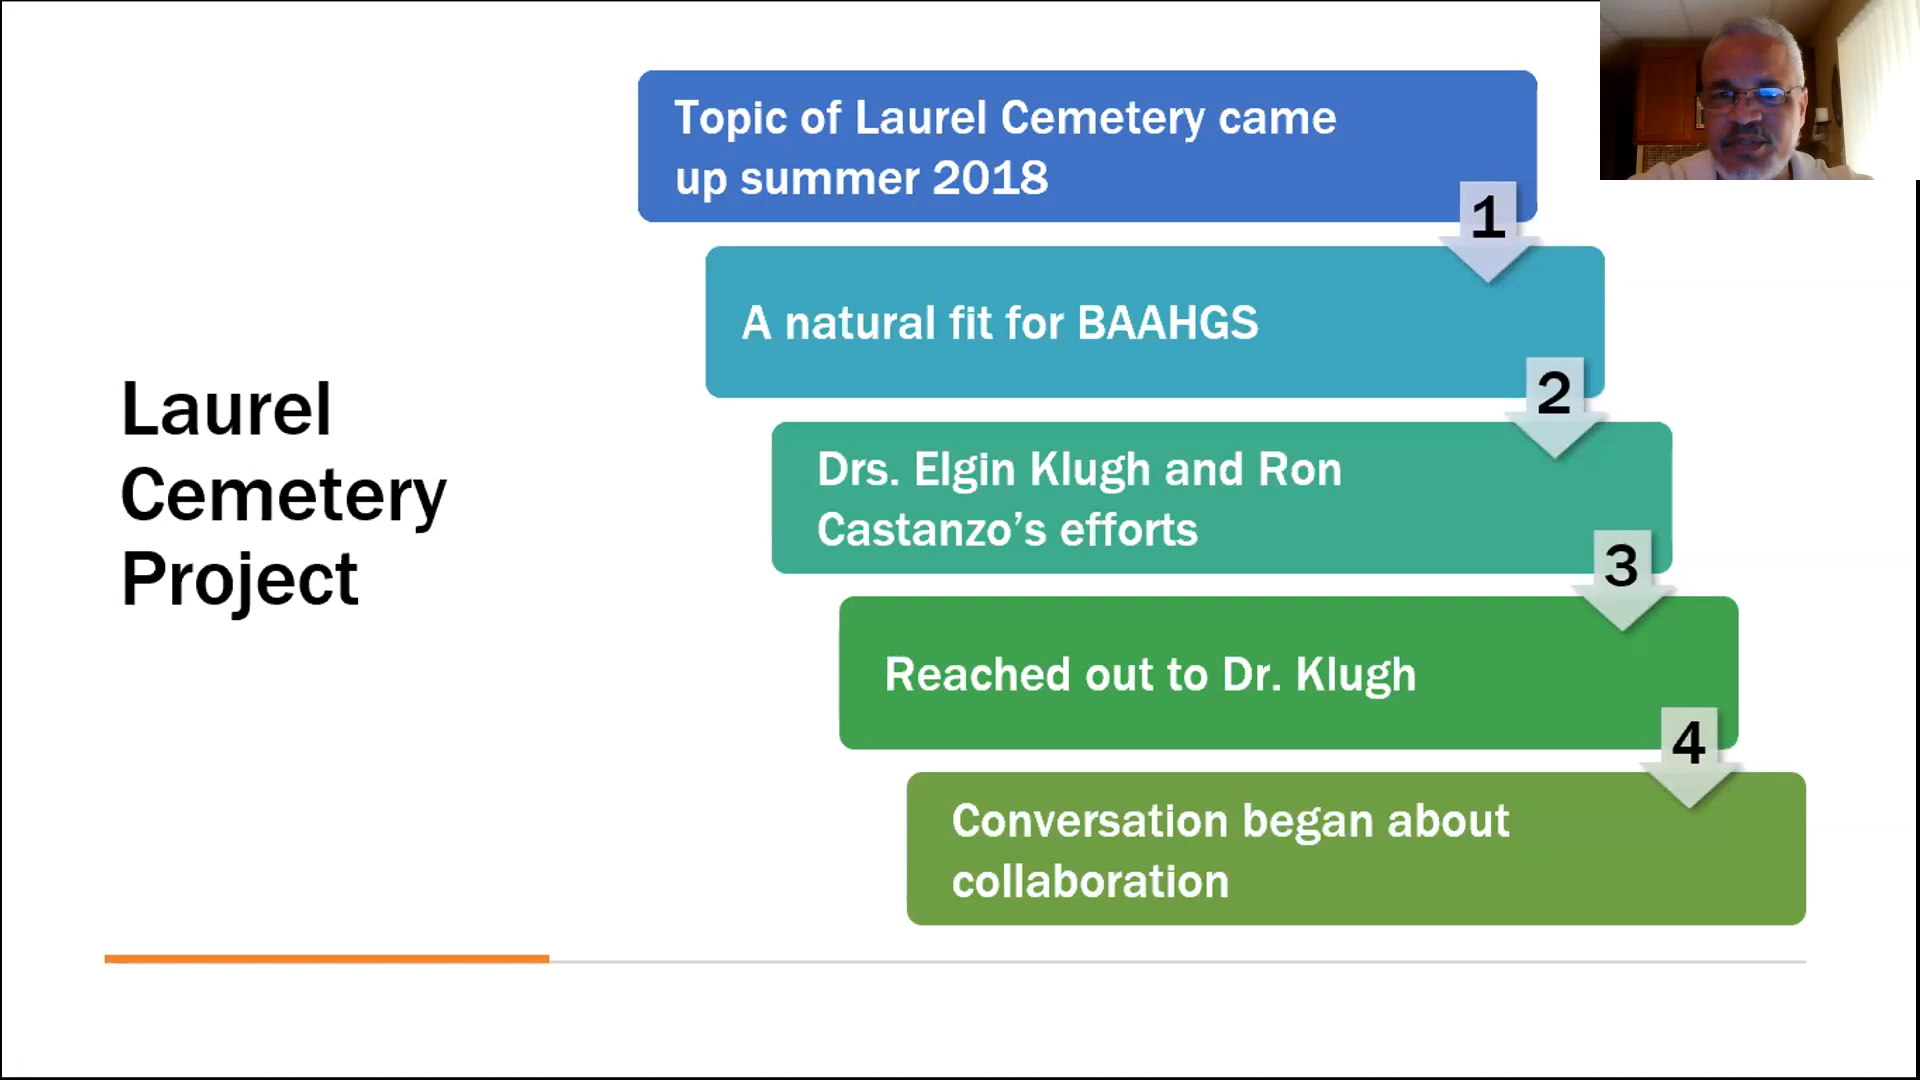 Laurel
Cemetery
Project
Topic of Laurel Cemetery came
up summer 2018
1
A natural fit for BAAHGS
2
Drs. Elgin Klugh and Ron
Castanzo’s efforts
3
Reached out to Dr. Klugh
4
Conversation began about
collaboration